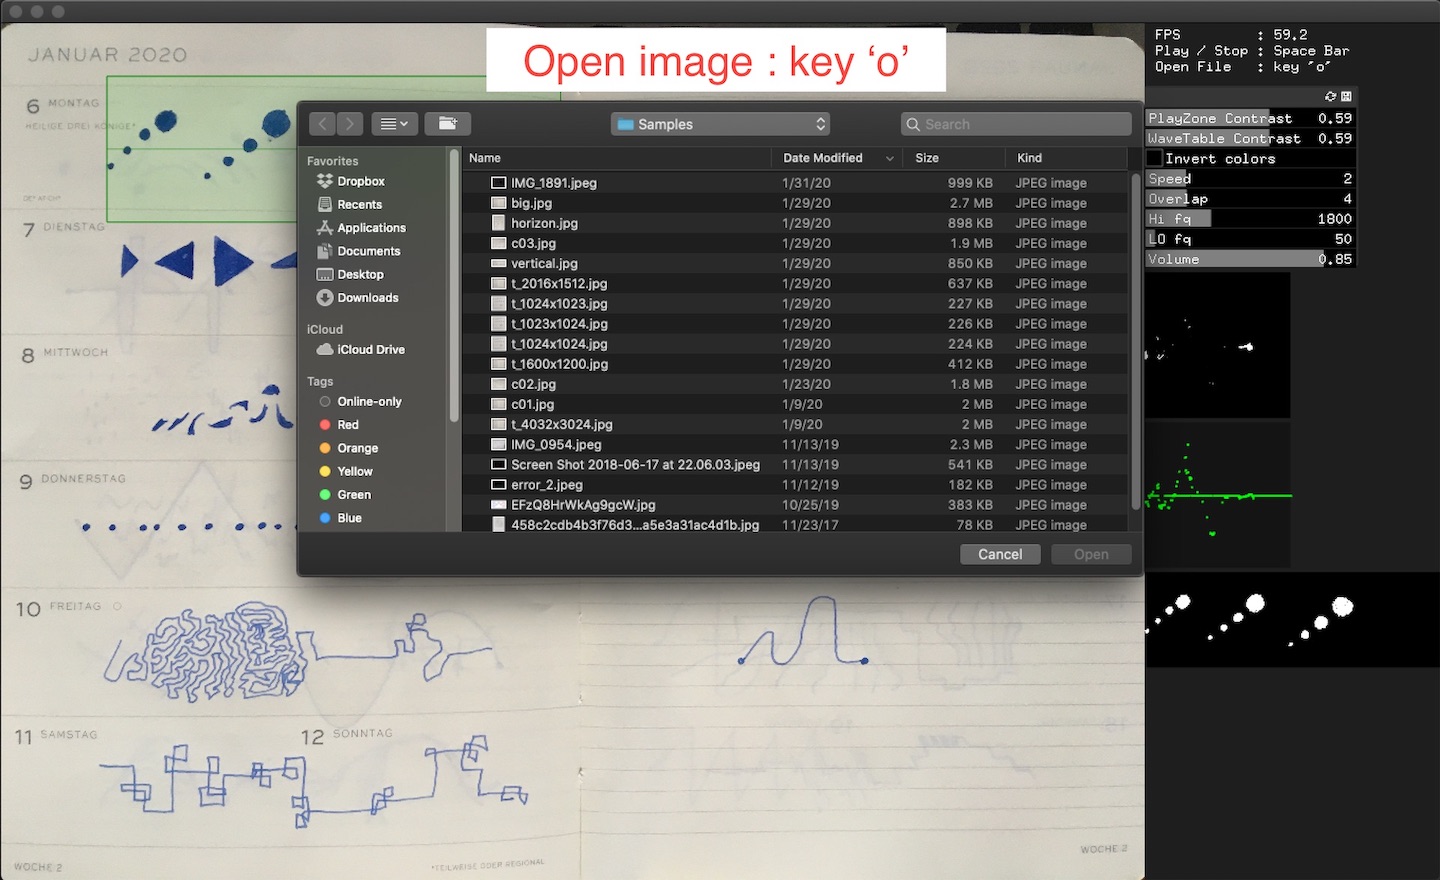 Open image : key ‘o’
JANUAR 2020
6 MONTAG
HEILIGE DREI KÖNIGE*
7 DIENSTAG
8 MITTWOCH
9 DONNERSTAG
10 FREITAG
11 SAMSTAG
12 SONNTAG
WOCHE 2
*TEILWEISE ODER REGIONAL
WOCHE 2
Samples
Search
Favorites
Dropbox
Recents
Applications
Documents
Desktop
Downloads
iCloud
iCloud Drive
Tags
Online-only
Red
Orange
Yellow
Green
Blue
Name Date Modified Size Kind
IMG_1891.jpeg 1/31/20 999 KB JPEG image
big.jpg 1/29/20 2.7 MB JPEG image
horizon.jpg 1/29/20 898 KB JPEG image
c03.jpg 1/29/20 1.9 MB JPEG image
vertical.jpg 1/29/20 850 KB JPEG image
t_2016x1512.jpg 1/29/20 637 KB JPEG image
t_1024x1023.jpg 1/29/20 227 KB JPEG image
t_1023x1024.jpg 1/29/20 226 KB JPEG image
t_1024x1024.jpg 1/29/20 224 KB JPEG image
t_1600x1200.jpg 1/29/20 412 KB JPEG image
c02.jpg 1/23/20 1.8 MB JPEG image
c01.jpg 1/9/20 2 MB JPEG image
t_4032x3024.jpg 1/9/20 2 MB JPEG image
IMG_0954.jpeg 11/13/19 2.3 MB JPEG image
Screen Shot 2018-06-17 at 22.06.03.jpeg 11/13/19 541 KB JPEG image
error_2.jpeg 11/12/19 182 KB JPEG image
EFzQ8HrWkAg9gcW.jpg 10/25/19 383 KB JPEG image
458c2cdb4b3f76d3...a5e3a31ac4d1b.jpg 11/23/17 78 KB JPEG image
Cancel Open
FPS : 59.2
Play / Stop : Space Bar
Open File : key "o"
PlayZone Contrast 0.59
WaveTable Contrast 0.59
Invert colors
Speed 2
Overlap 4
Hi fq 1800
LO fq 50
Volume 0.85